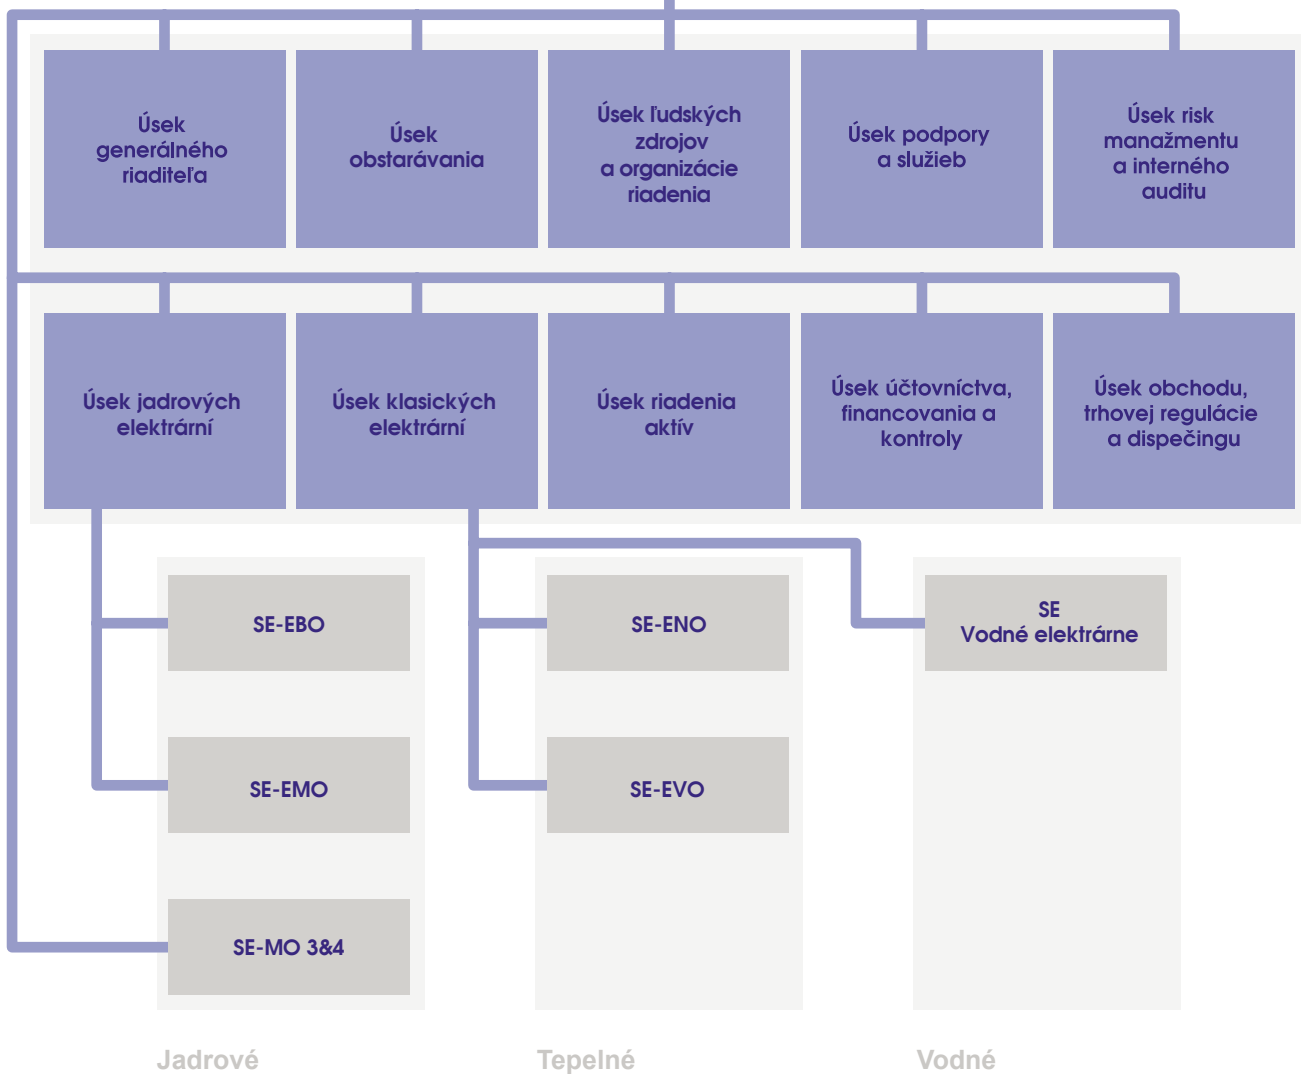 Úsek
generálného
riaditeľa
Úsek
obstarávania
Úsek ľudských
zdrojov
a organizácie
riadenia
Úsek podpory
a služieb
Úsek risk
manažmentu
a interného
auditu
Úsek jadrových
elektrární
Úsek klasických
elektrární
Úsek riadenia
aktív
Úsek účtovníctva,
financovania a
kontroly
Úsek obchodu,
trhovej regulácie
a dispečingu
SE-EBO
SE-ENO
SE
Vodné elektrárne
SE-EMO
SE-EVO
SE-MO 3&4
Jadrové
Tepelné
Vodné